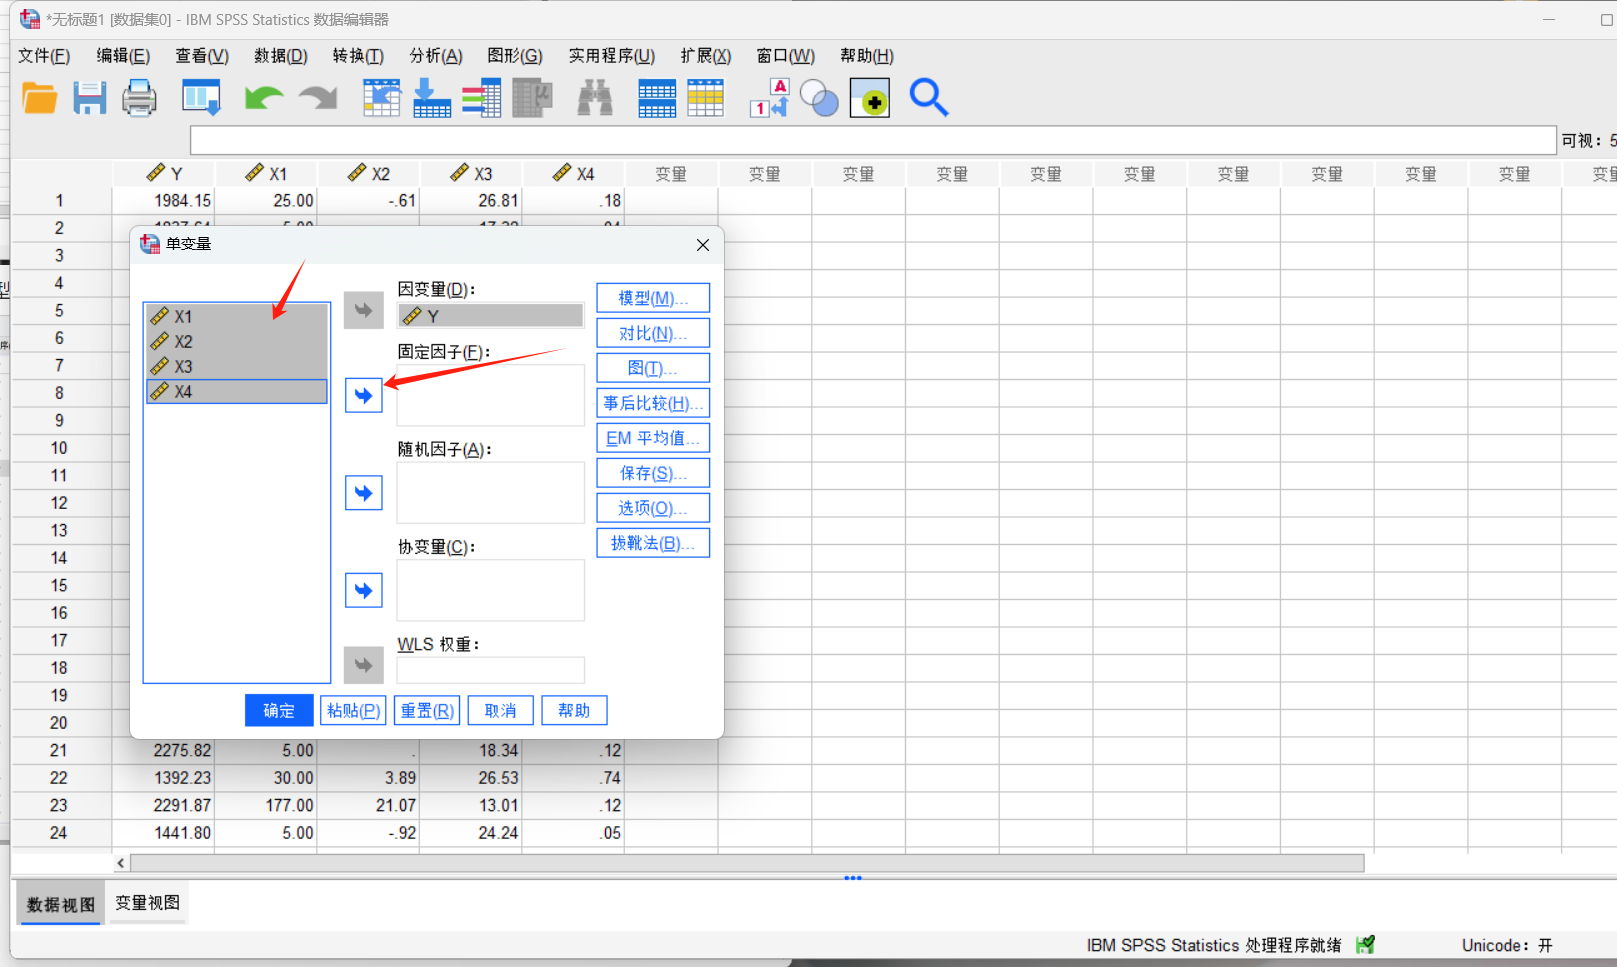 *无标题1 [数据集0] - IBM SPSS Statistics 数据编辑器
文件(F) 编辑(E) 查看(V) 数据(D) 转换(T) 分析(A) 图形(G) 实用程序(U) 扩展(X) 窗口(W) 帮助(H)
可视: 5
Y X1 X2 X3 X4 变量 变量 变量 变量 变量 变量 变量 变量 变量 变量
1 1984.15 25.00 -.61 26.81 .18
2
3
4
5
6
7
8
9
10
11
12
13
14
15
16
17
18
19
20
21 2275.82 5.00 . 18.34 .12
22 1392.23 30.00 3.89 26.53 .74
23 2291.87 177.00 21.07 13.01 .12
24 1441.80 5.00 -.92 24.24 .05
单变量
X1
X2
X3
X4
因变量(D):
Y
固定因子(F):
随机因子(A):
协变量(C):
WLS 权重:
模型(M)...
对比(N)...
图(T)...
事后比较(H)...
EM 平均值...
保存(S)...
选项(O)...
拔靴法(B)...
确定 粘贴(P) 重置(R) 取消 帮助
数据视图 变量视图
IBM SPSS Statistics 处理程序就绪 Unicode: 开